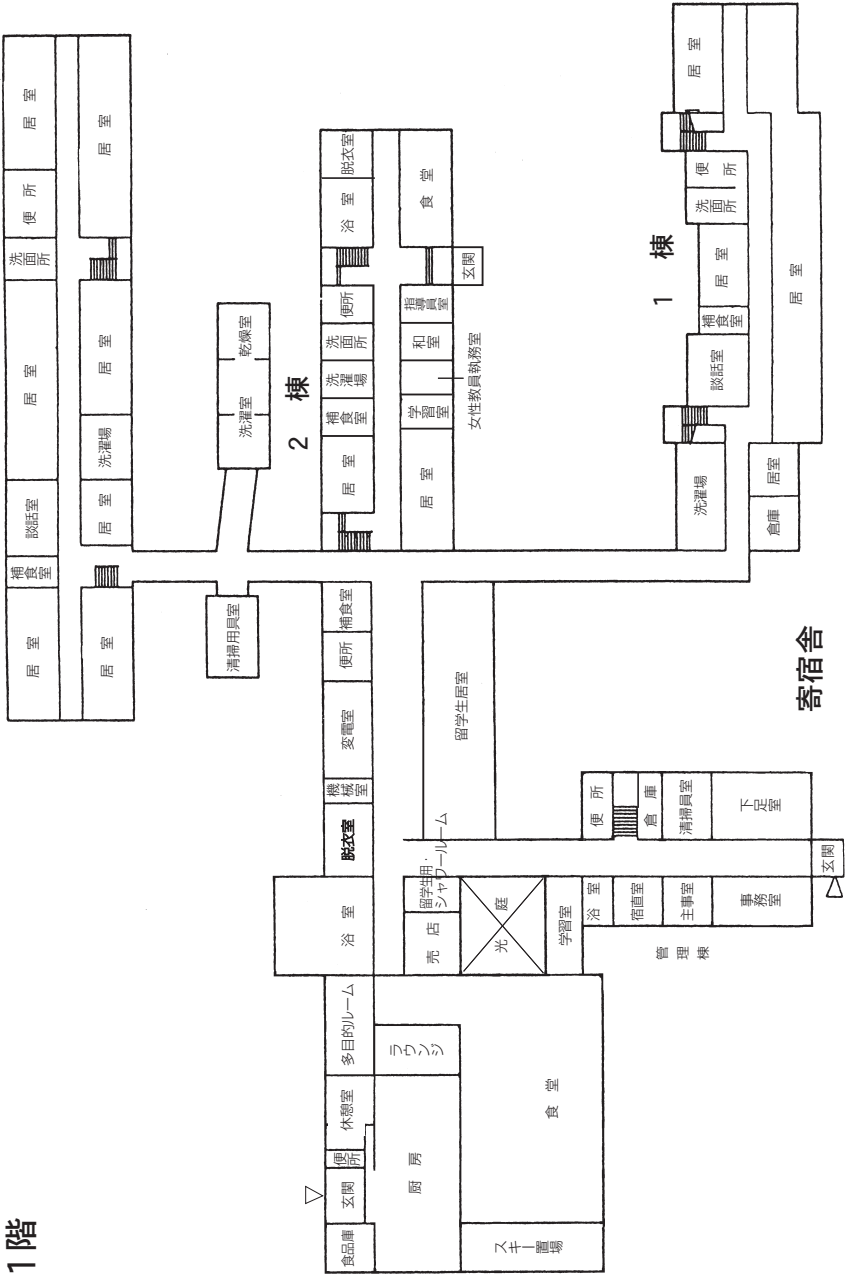 1階
居室
便所
洗面所
居室
談話室
補食室
居室
居室
居室
洗濯場
居室
居室
乾燥室
洗濯室
清掃用具室
2棟
脱衣室
浴室
便所
洗面所
洗濯場
補食室
居室
食堂
玄関
指導員室
和室
女性教員執務室
学習室
居室
1棟
居室
便所
洗面所
居室
補食室
談話室
居室
洗濯場
居室
倉庫
寄宿舎
補食室
便所
変電室
機械室
脱衣室
浴室
多目的ルーム
休憩室
便所
玄関
食品庫
留学生居室
留学生用・
シャワールーム
売店
光庭
学習室
ラウンジ
厨房
食堂
スキー置場
便所
倉庫
清掃員室
下足室
浴室
宿直室
主事室
事務室
玄関
管理棟